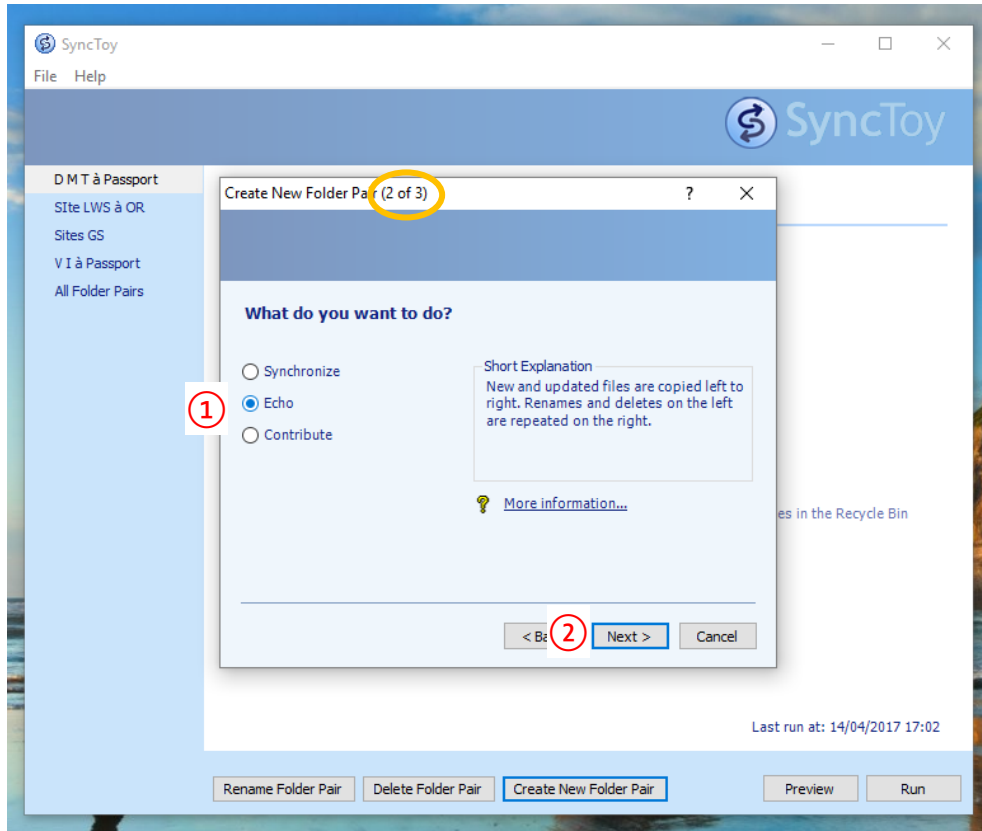 SyncToy
File Help
SyncToy
D M T à Passport
SIte LWS à OR
Sites GS
V I à Passport
All Folder Pairs
Create New Folder Pair (2 of 3) ?
What do you want to do?
Synchronize
1 Echo
Contribute
Short Explanation
New and updated files are copied left to
right. Renames and deletes on the left
are repeated on the right.
? More information...
es in the Recycle Bin
< Ba 2 Next > Cancel
Last run at: 14/04/2017 17:02
Rename Folder Pair Delete Folder Pair Create New Folder Pair Preview Run